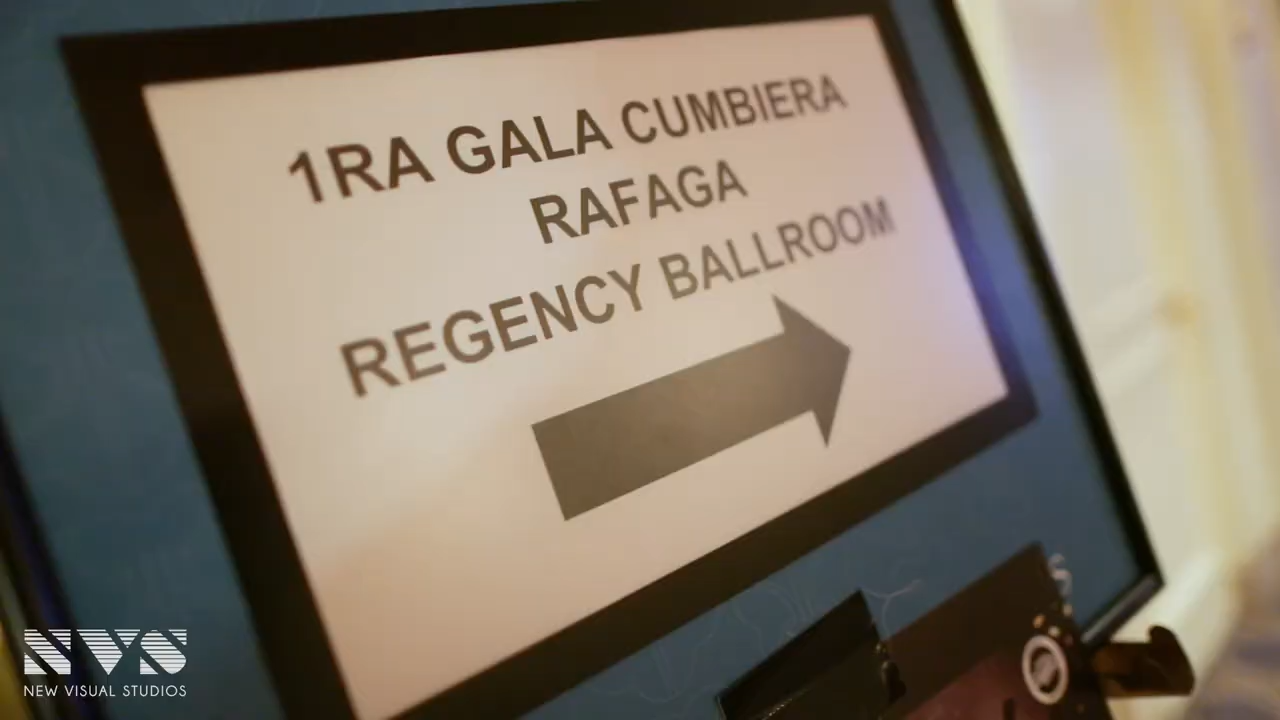 1RA GALA CUMBIERA
RAFAGA
REGENCY BALLROOM
NVS
NEW VISUAL STUDIOS